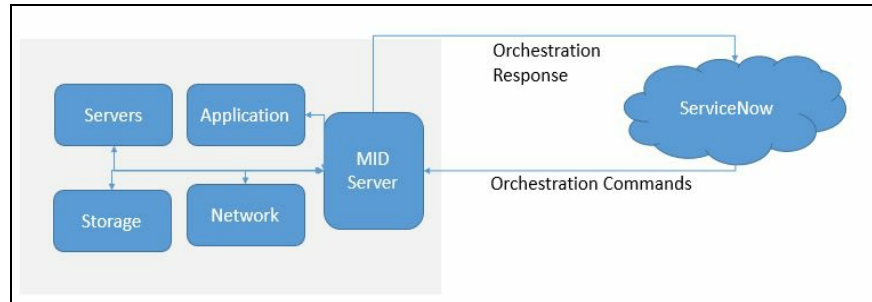 Orchestration
Response
ServiceNow
Servers
Application
MID
Server
Orchestration Commands
Storage
Network